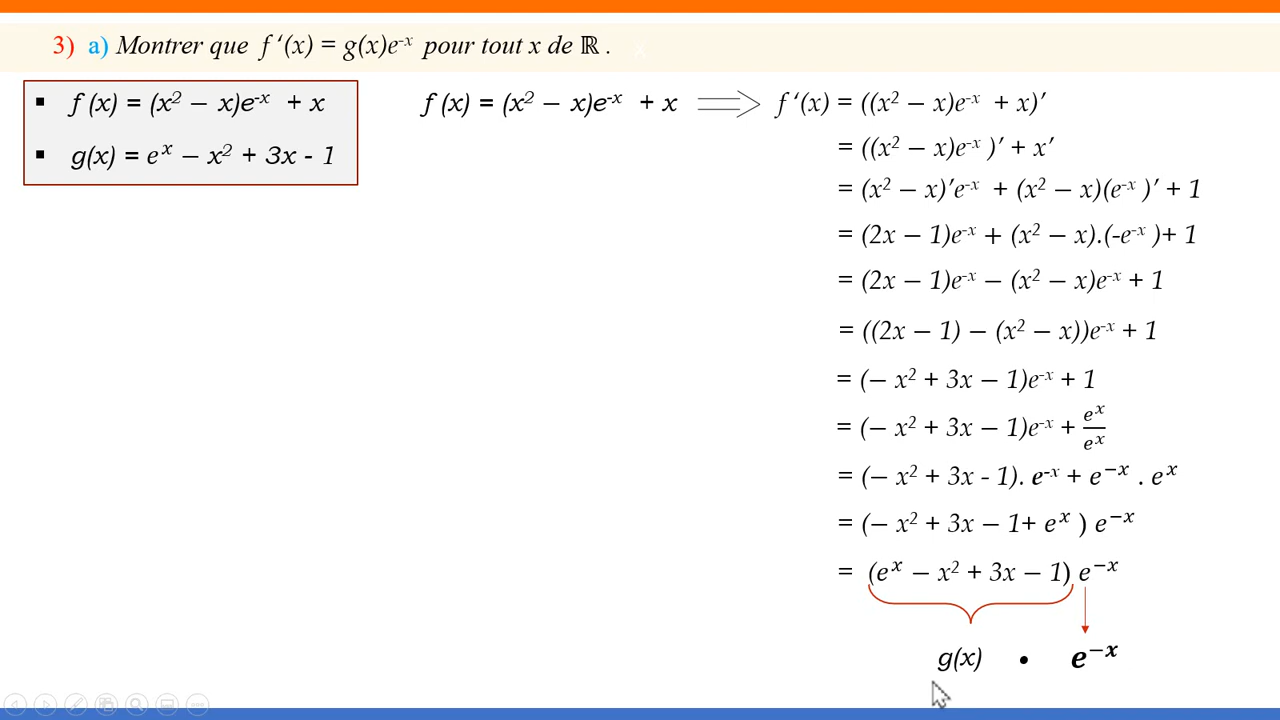 3) a) Montrer que f '(x) = g(x)e⁻ˣ pour tout x de ℝ .
▪ f (x) = (x² − x)e⁻ˣ + x
▪ g(x) = eˣ − x² + 3x - 1
f (x) = (x² − x)e⁻ˣ + x ⟹ f '(x) = ((x² − x)e⁻ˣ + x)′
= ((x² − x)e⁻ˣ )′ + x′
= (x² − x)′e⁻ˣ + (x² − x)(e⁻ˣ )′ + 1
= (2x − 1)e⁻ˣ + (x² − x).(-e⁻ˣ )+ 1
= (2x − 1)e⁻ˣ − (x² − x)e⁻ˣ + 1
= ((2x − 1) − (x² − x))e⁻ˣ + 1
= (− x² + 3x − 1)e⁻ˣ + 1
= (− x² + 3x − 1)e⁻ˣ + eˣ/eˣ
= (− x² + 3x - 1). e⁻ˣ + e⁻ˣ . eˣ
= (− x² + 3x − 1+ eˣ ) e⁻ˣ
= (eˣ − x² + 3x − 1) e⁻ˣ
g(x) • e⁻ˣ